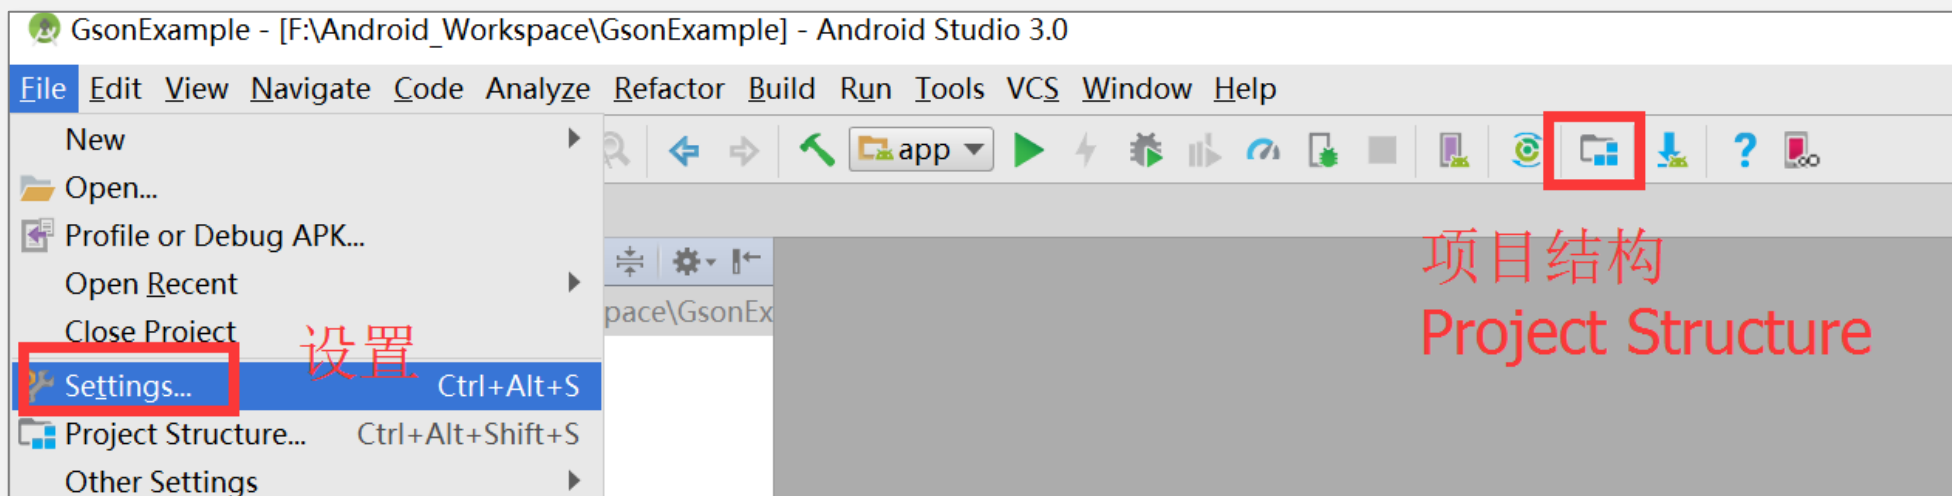 GsonExample - [F:\Android_Workspace\GsonExample] - Android Studio 3.0
File Edit View Navigate Code Analyze Refactor Build Run Tools VCS Window Help
New
app
Open...
Profile or Debug APK...
Open Recent
pace\GsonEx
Close Project
设置
Settings... Ctrl+Alt+S
Project Structure... Ctrl+Alt+Shift+S
Other Settings
项目结构
Project Structure